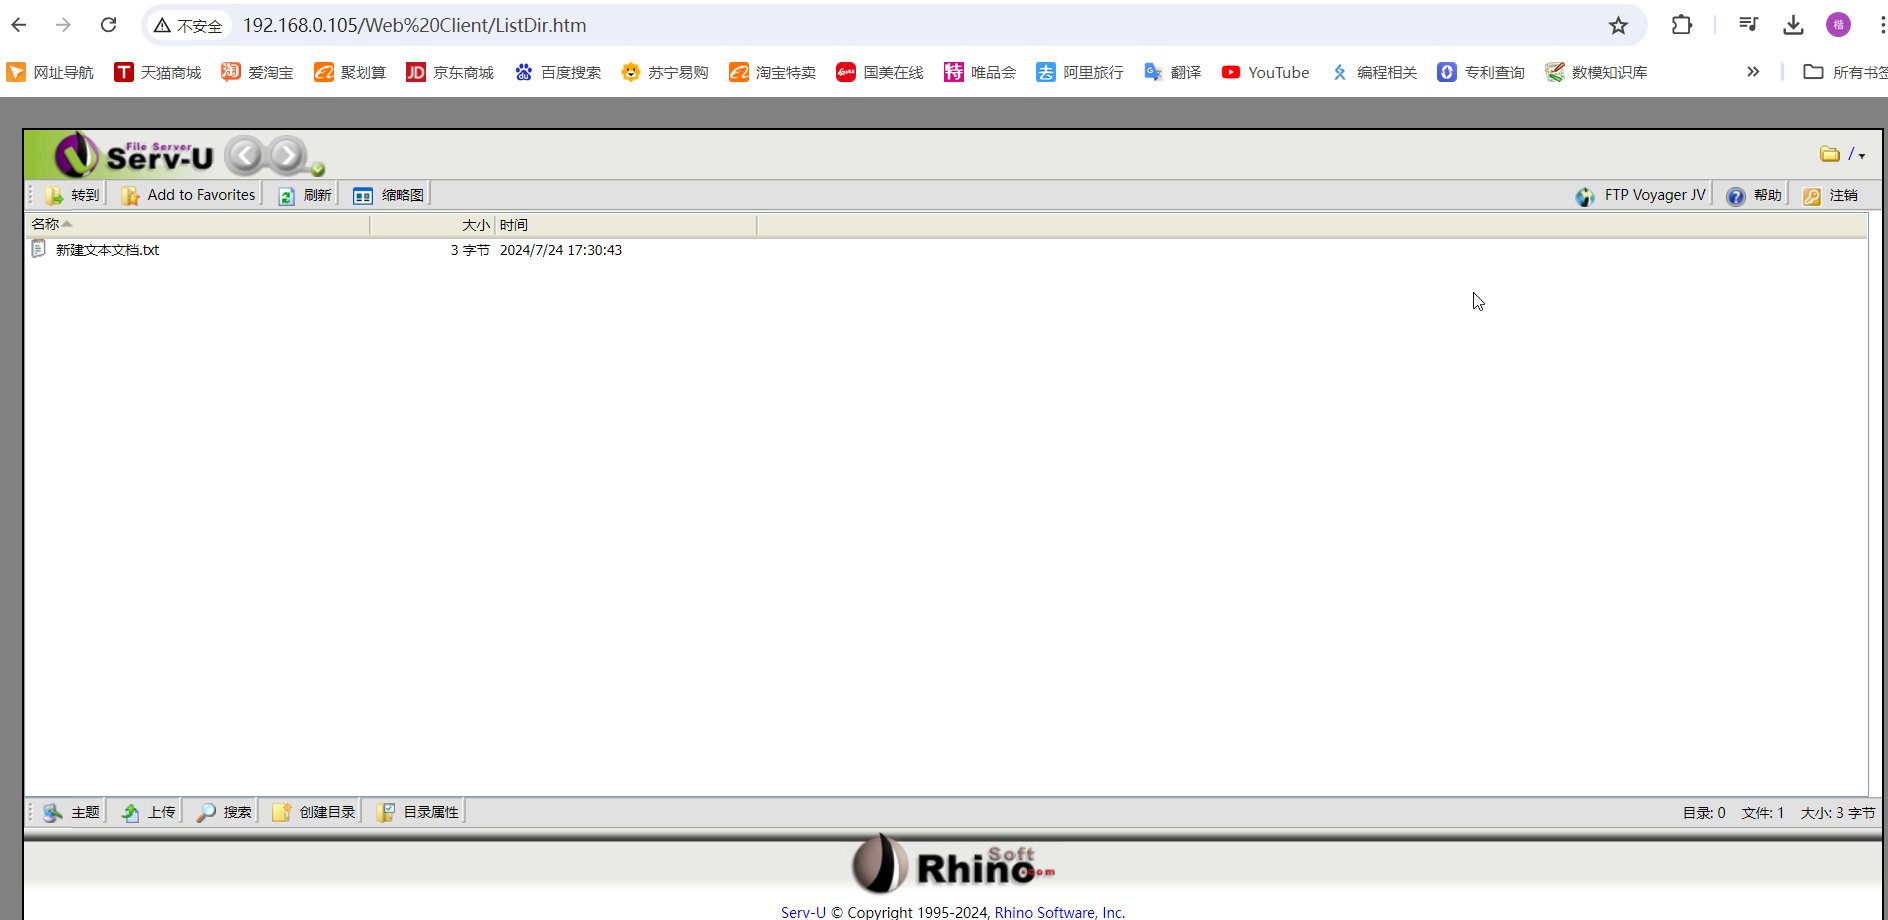 不安全 192.168.0.105/Web%20Client/ListDir.htm 楷
网址导航 T 天猫商城 淘 爱淘宝 聚划算 JD 京东商城 百度搜索 苏宁易购 淘宝特卖 国美在线 特 唯品会 去 阿里旅行 翻译 YouTube 编程相关 专利查询 数模知识库 » 所有书签
File Server
Serv-U /
转到 Add to Favorites 刷新 缩略图 FTP Voyager JV 帮助 注销
名称 大小 时间
新建文本文档.txt 3 字节 2024/7/24 17:30:43
主题 上传 搜索 创建目录 目录属性 目录: 0 文件: 1 大小: 3 字节
RhinoSoft.com
Serv-U © Copyright 1995-2024, Rhino Software, Inc.